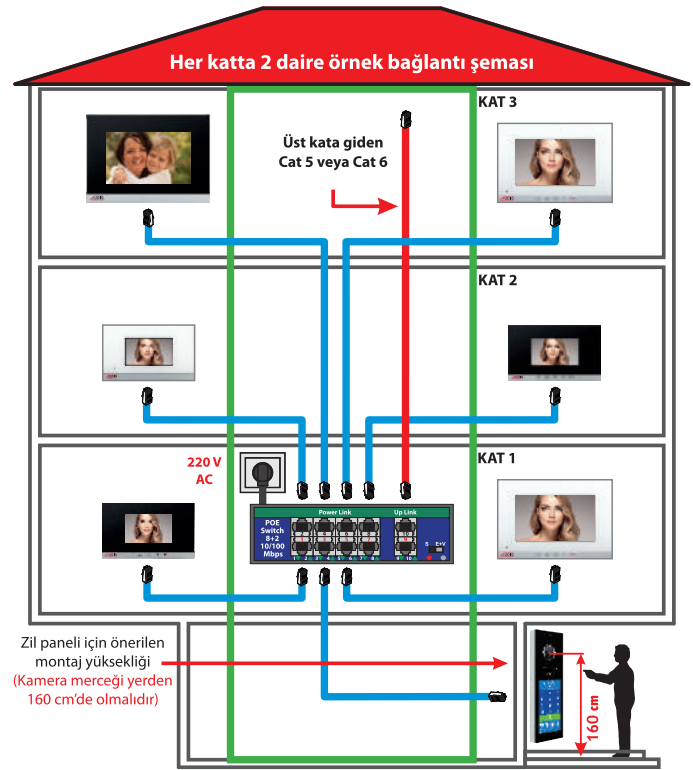 Her katta 2 daire örnek bağlantı şeması
KAT 3
Üst kata giden
Cat 5 veya Cat 6
KAT 2
KAT 1
220 V
AC
Power Link
Up Link
POE
Switch
8+2
10/100
Mbps
S E+V
1 2 3 4 5 6 7 8 9 10
Zil paneli için önerilen
montaj yüksekliği
(Kamera merceği yerden
160 cm'de olmalıdır)
160 cm